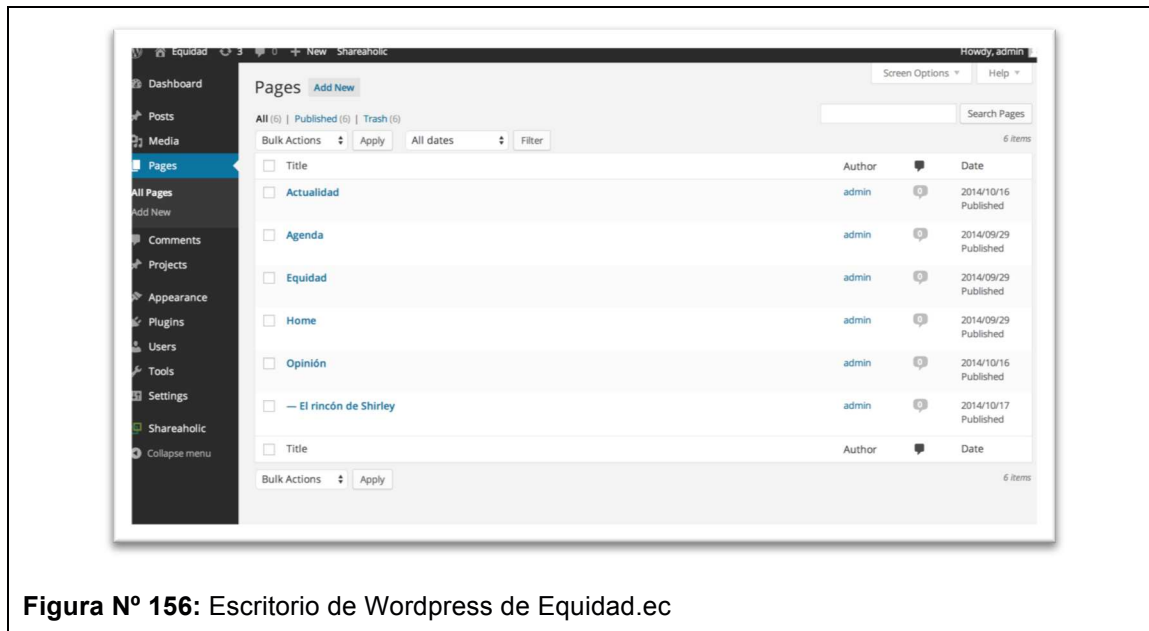 Equidad 3 0 + New Shareaholic Howdy, admin
Dashboard
Posts
Media
Pages
All Pages
Add New
Comments
Projects
Appearance
Plugins
Users
Tools
Settings
Shareaholic
Collapse menu
Screen Options Help
Pages Add New
All (6) | Published (6) | Trash (6)
Search Pages
Bulk Actions Apply All dates Filter 6 items
Title Author Date
Actualidad admin 0 2014/10/16
Published
Agenda admin 0 2014/09/29
Published
Equidad admin 0 2014/09/29
Published
Home admin 0 2014/09/29
Published
Opinión admin 0 2014/10/16
Published
— El rincón de Shirley admin 0 2014/10/17
Published
Title Author Date
Bulk Actions Apply 6 items
Figura Nº 156: Escritorio de Wordpress de Equidad.ec